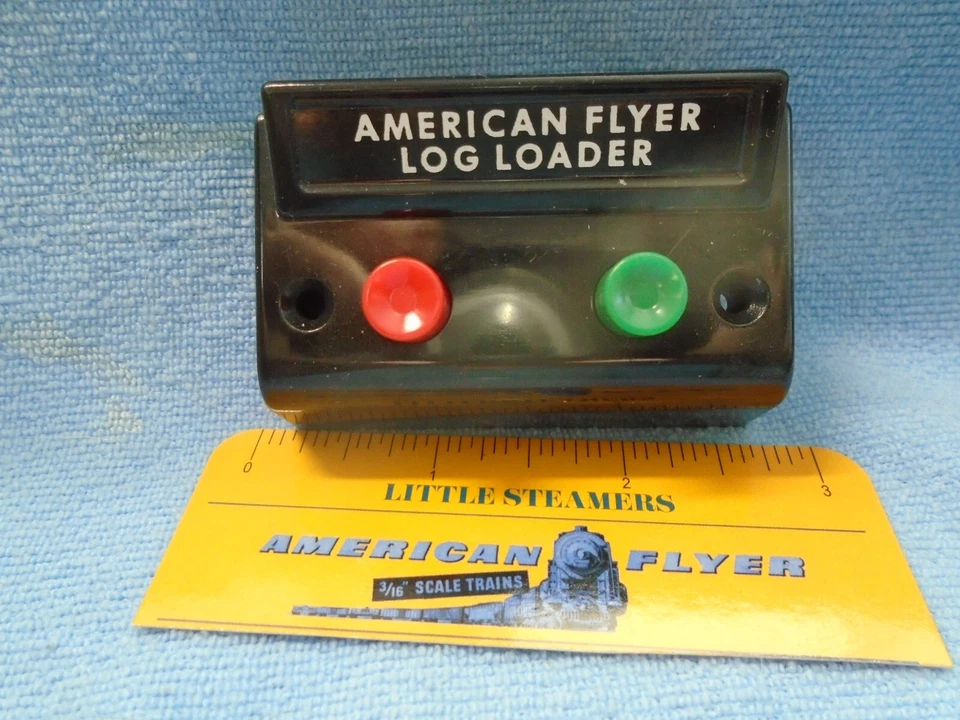 AMERICAN FLYER
LOG LOADER
0 1 2 3
LITTLE STEAMERS
AMERICAN FLYER
3/16" SCALE TRAINS